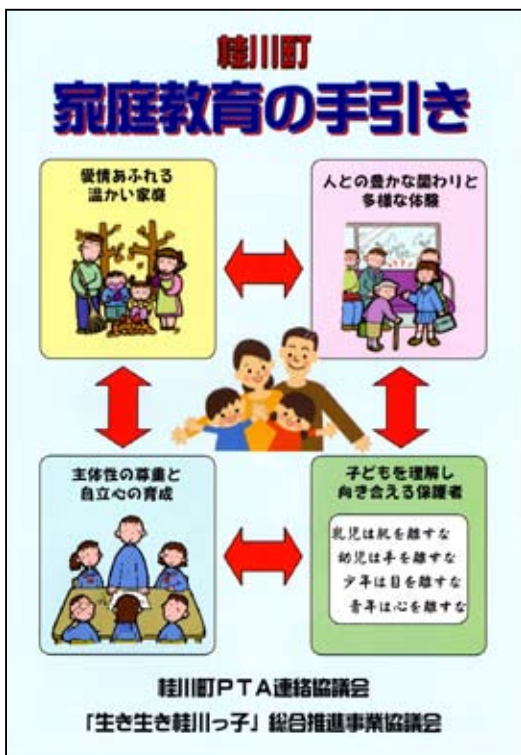 桂川町
家庭教育の手引き
愛情あふれる
温かい家庭
人との豊かな関わりと
多様な体験
主体性の尊重と
自立心の育成
子どもを理解し
向き合える保護者
乳児は肌を離すな
幼児は手を離すな
少年は目を離すな
青年は心を離すな
桂川町PTA連絡協議会
「生き生き桂川っ子」総合推進事業協議会